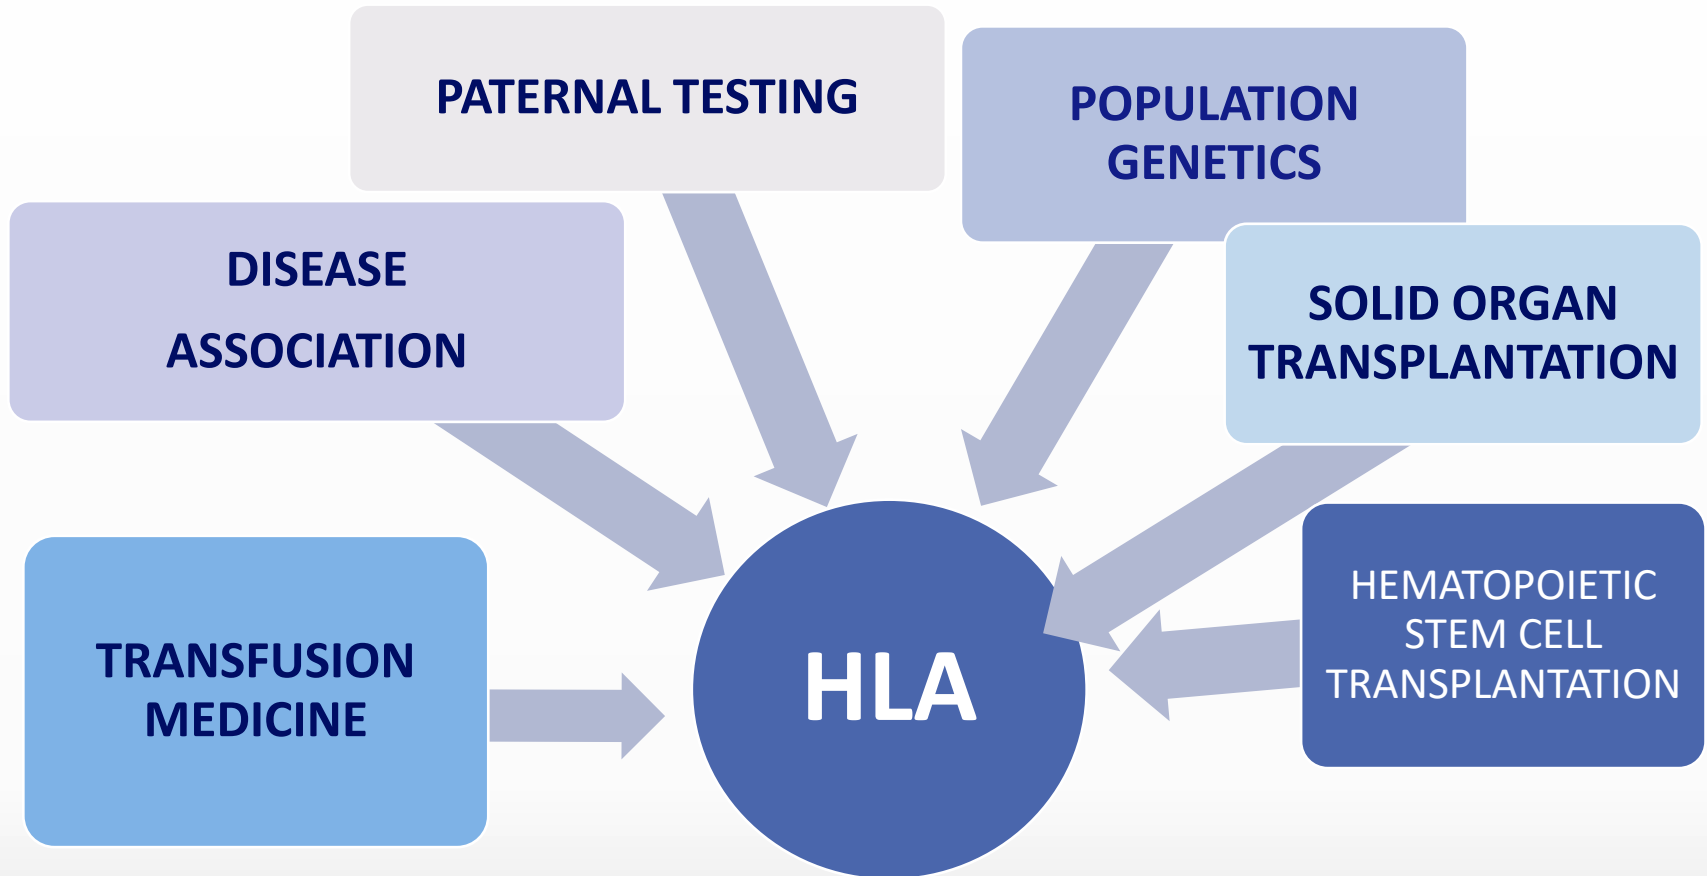 PATERNAL TESTING
POPULATION
GENETICS
DISEASE
ASSOCIATION
SOLID ORGAN
TRANSPLANTATION
TRANSFUSION
MEDICINE
HLA
HEMATOPOIETIC
STEM CELL
TRANSPLANTATION